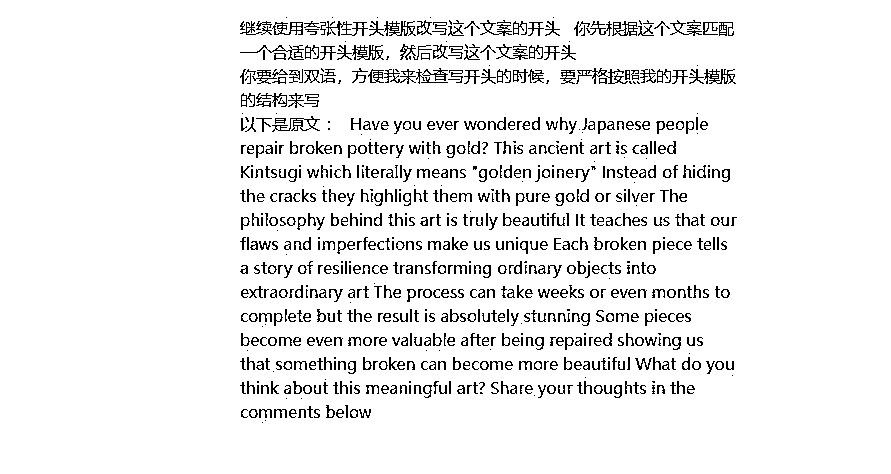 继续使用夸张性开头模版改写这个文案的开头   你先根据这个文案匹配
一个合适的开头模版，然后改写这个文案的开头
你要给到双语，方便我来检查写开头的时候，要严格按照我的开头模版
的结构来写
以下是原文：   Have you ever wondered why Japanese people
repair broken pottery with gold? This ancient art is called
Kintsugi which literally means "golden joinery" Instead of hiding
the cracks they highlight them with pure gold or silver The
philosophy behind this art is truly beautiful It teaches us that our
flaws and imperfections make us unique Each broken piece tells
a story of resilience transforming ordinary objects into
extraordinary art The process can take weeks or even months to
complete but the result is absolutely stunning Some pieces
become even more valuable after being repaired showing us
that something broken can become more beautiful What do you
think about this meaningful art? Share your thoughts in the
comments below